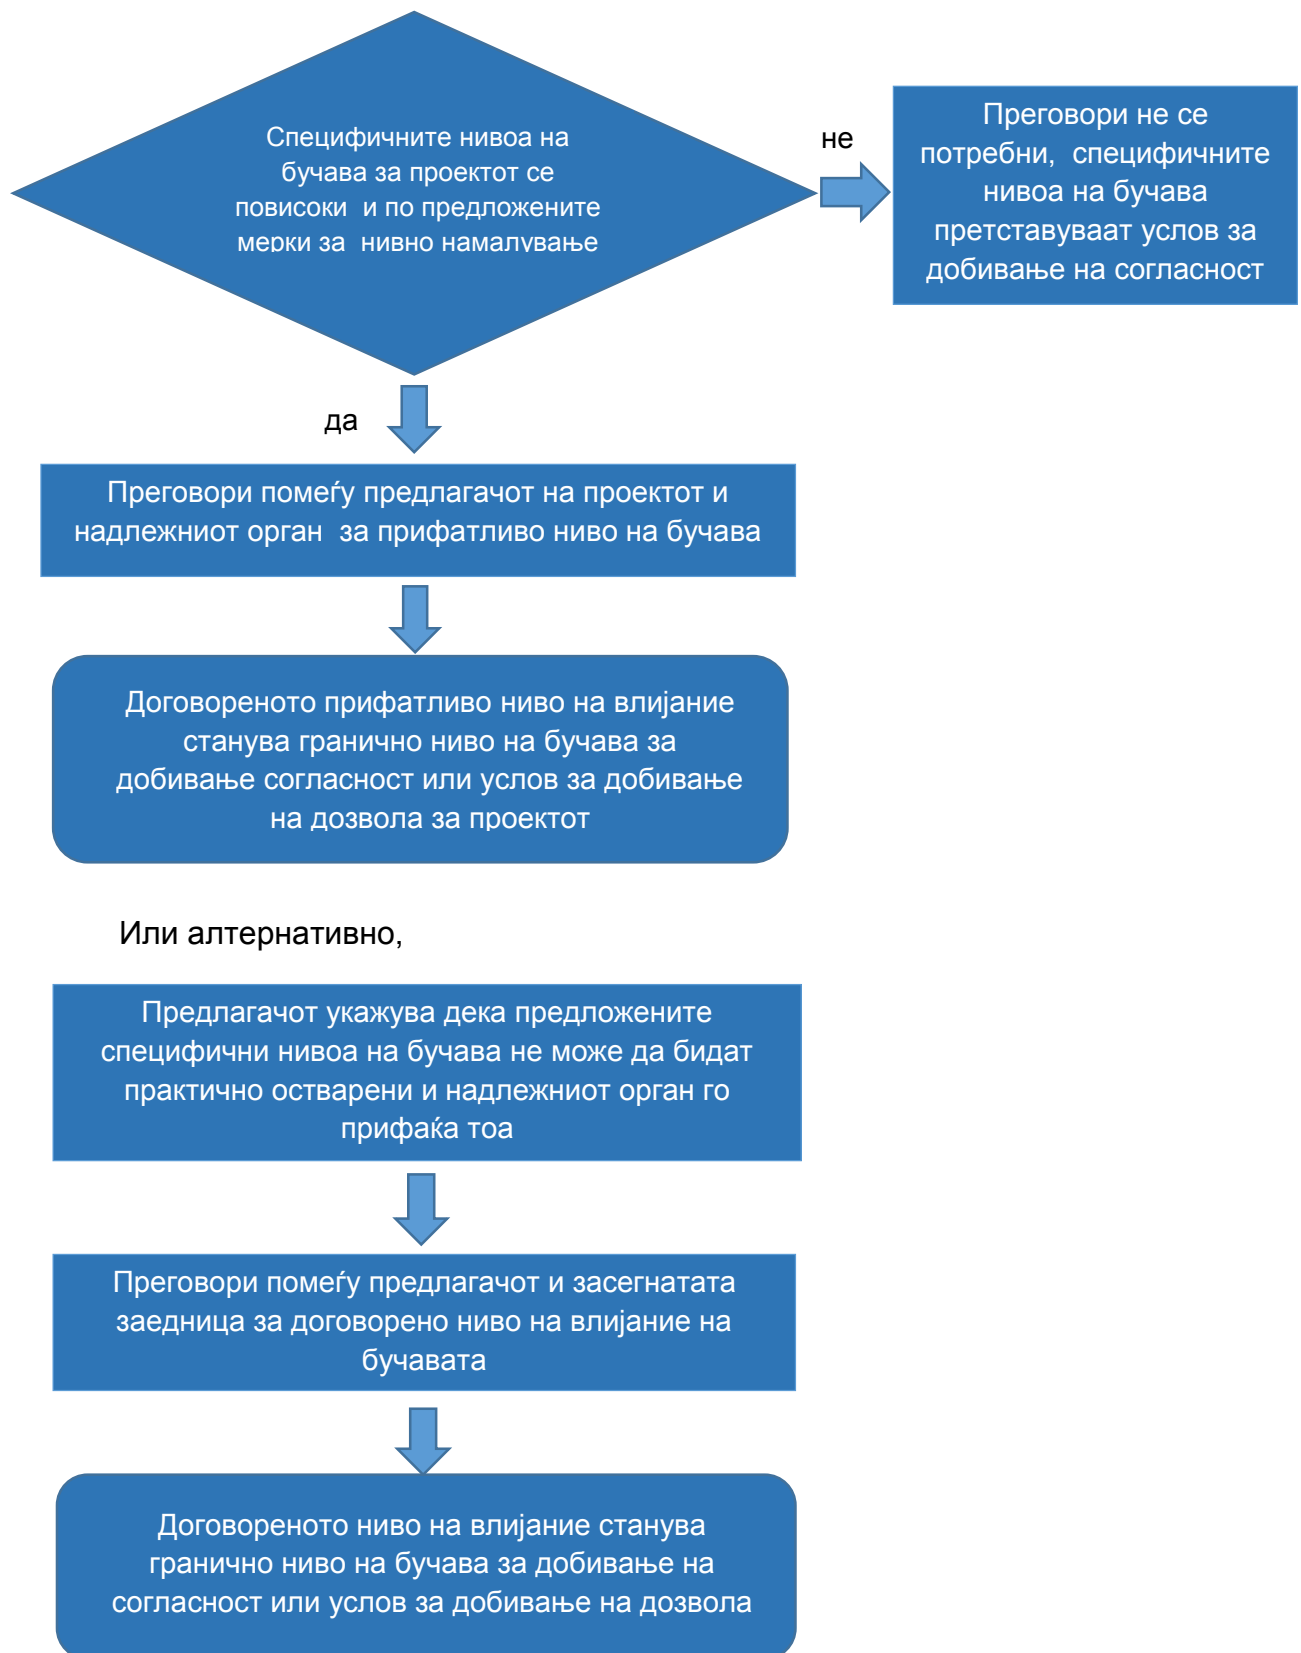 Специфичните нивоа на
бучава за проектот се
повисоки и по предложените
мерки за нивно намалување
не
Преговори не се
потребни, специфичните
нивоа на бучава
претставуваат услов за
добивање на согласност
да
Преговори помеѓу предлагачот на проектот и
надлежниот орган за прифатливо ниво на бучава
Договореното прифатливо ниво на влијание
станува гранично ниво на бучава за
добивање согласност или услов за добивање
на дозвола за проектот
Или алтернативно,
Предлагачот укажува дека предложените
специфични нивоа на бучава не може да бидат
практично остварени и надлежниот орган го
прифаќа тоа
Преговори помеѓу предлагачот и засегнатата
заедница за договорено ниво на влијание на
бучавата
Договореното ниво на влијание станува
гранично ниво на бучава за добивање на
согласност или услов за добивање на дозвола